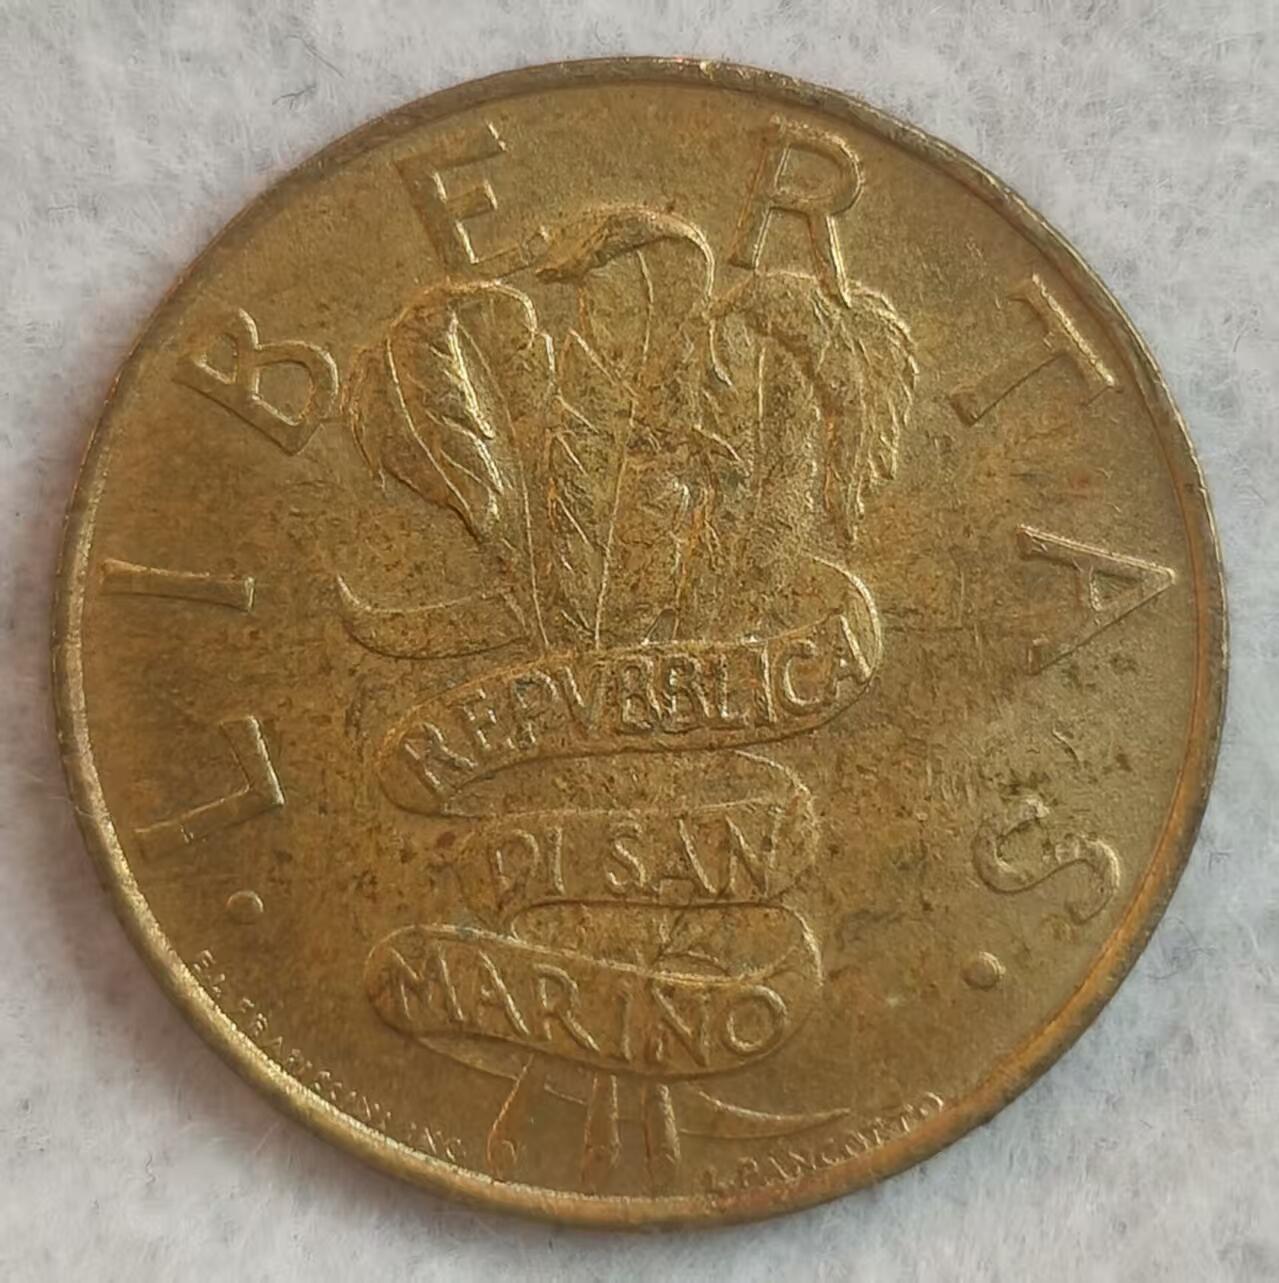 · LIBERTAS ·
REPVBBLICA
DI SAN
MARINO